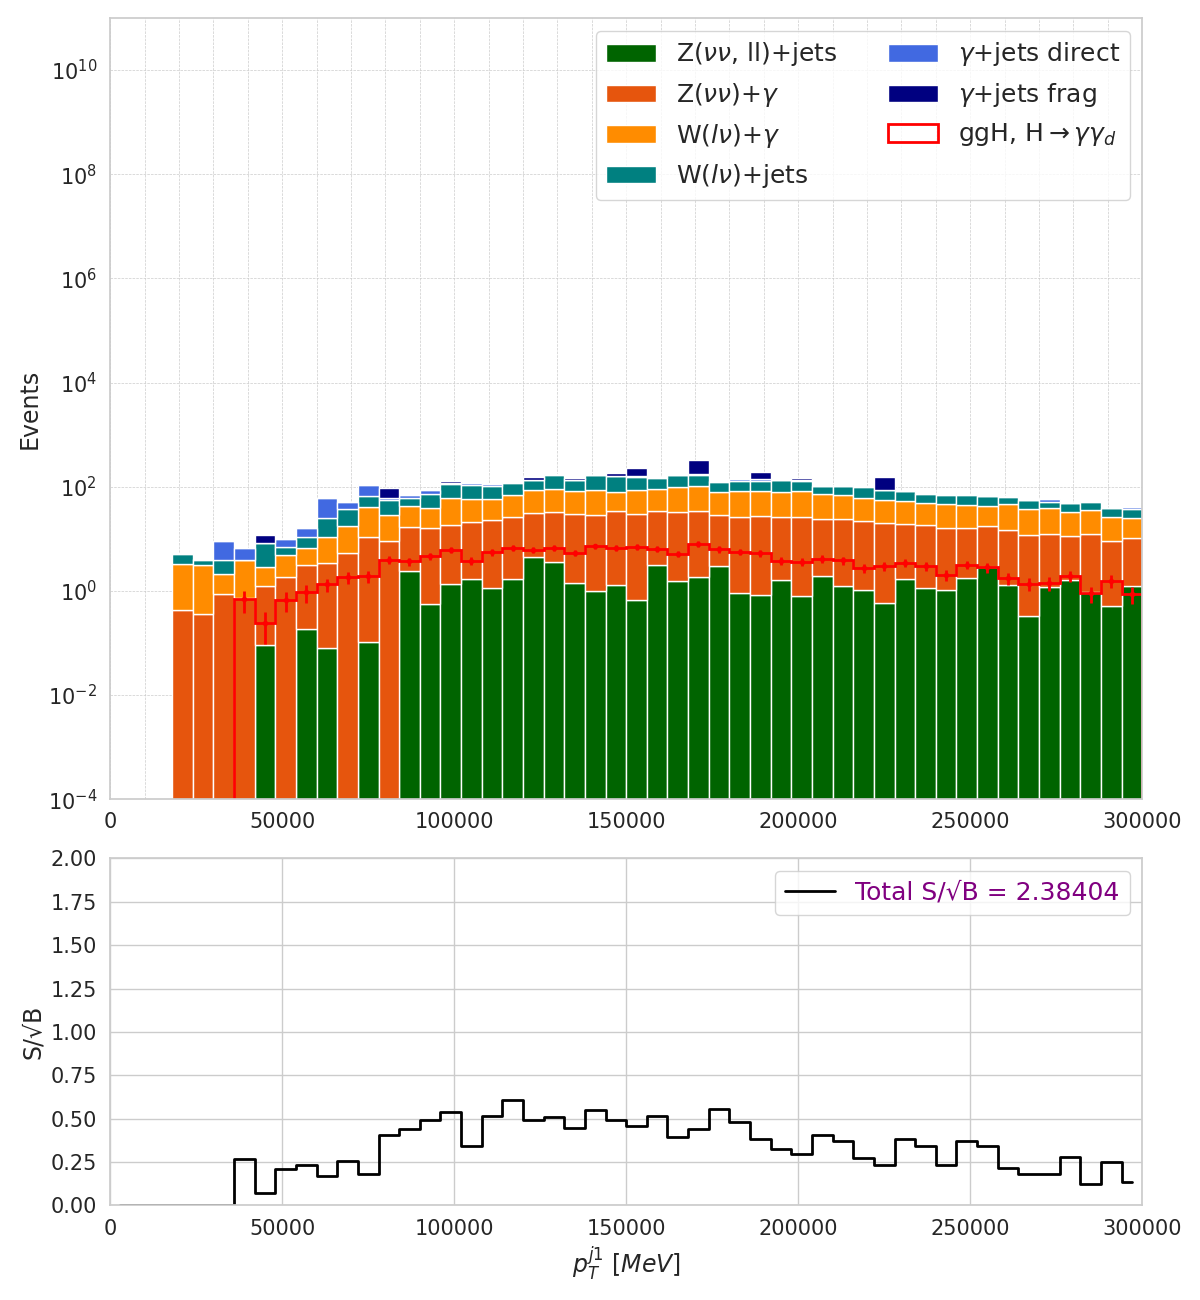 Z(νν, ll)+jets
Z(νν)+γ
W(lν)+γ
W(lν)+jets
γ+jets direct
γ+jets frag
ggH, H→γγ_d
Events
10^10
10^8
10^6
10^4
10^2
10^0
10^−2
10^−4
0 50000 100000 150000 200000 250000 300000
Total S/√B = 2.38404
S/√B
2.00
1.75
1.50
1.25
1.00
0.75
0.50
0.25
0.00
0 50000 100000 150000 200000 250000 300000
p_T^j1 [MeV]